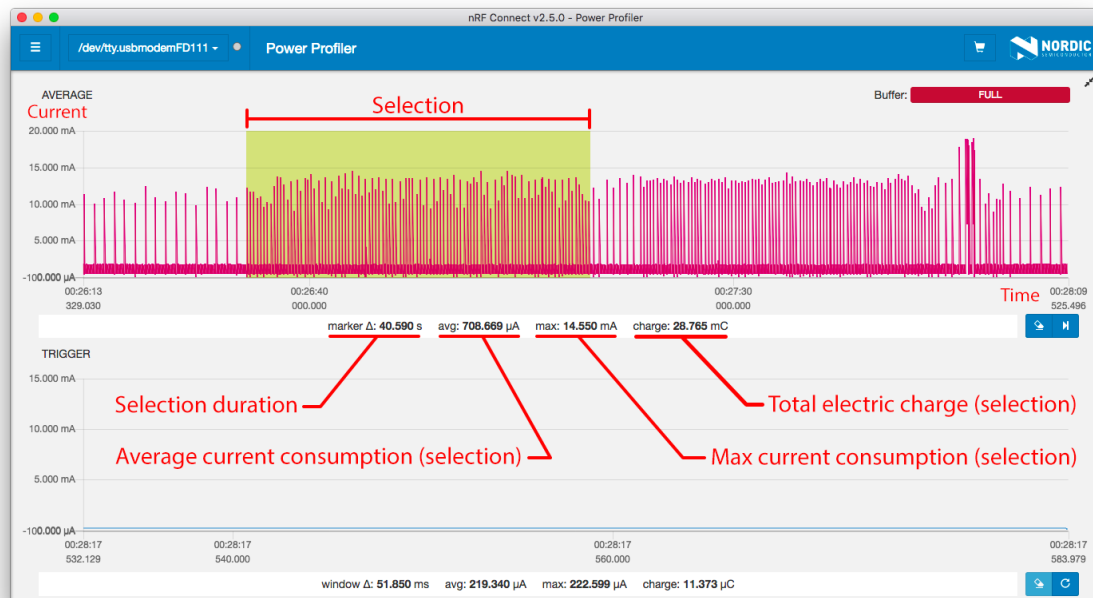 nRF Connect v2.5.0 - Power Profiler
/dev/tty.usbmodemFD111 Power Profiler NORDIC
SEMICONDUCTOR
AVERAGE Selection Buffer: FULL
Current
20.000 mA
15.000 mA
10.000 mA
5.000 mA
-100.000 µA
00:26:13 00:26:40 00:27:30 Time 00:28:09
329.030 000.000 000.000 525.496
marker Δ: 40.590 s avg: 708.669 µA max: 14.550 mA charge: 28.765 mC
TRIGGER
15.000 mA
Selection duration Total electric charge (selection)
10.000 mA
Average current consumption (selection) Max current consumption (selection)
5.000 mA
-100.000 µA
00:28:17 00:28:17 00:28:17 00:28:17
532.129 540.000 560.000 583.979
window Δ: 51.850 ms avg: 219.340 µA max: 222.599 µA charge: 11.373 µC